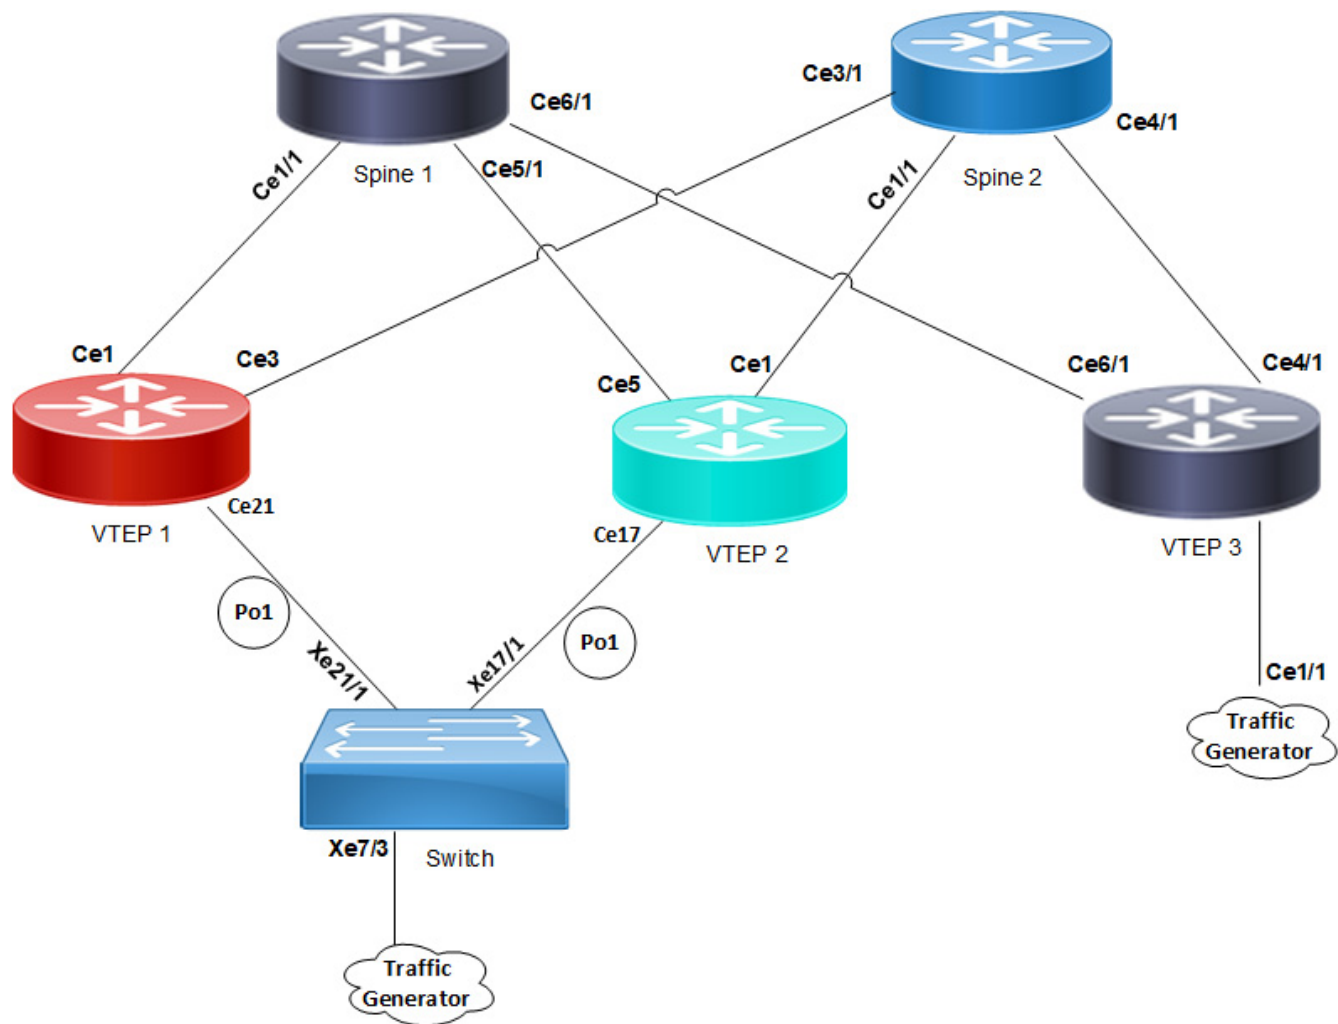 Ce3/1
Ce6/1
Ce4/1
Ce1/1
Spine 1
Ce5/1
Ce1/1
Spine 2
Ce1
Ce3
Ce5
Ce1
Ce6/1
Ce4/1
Ce21
VTEP 1
Ce17
VTEP 2
VTEP 3
Po1
Po1
Xe21/1
Xe17/1
Ce1/1
Traffic
Generator
Xe7/3
Switch
Traffic
Generator